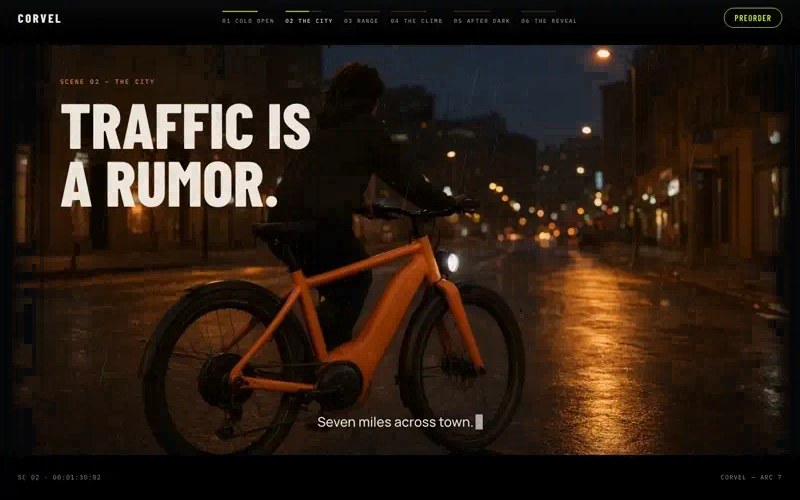 CORVEL
01 COLD OPEN
02 THE CITY
03 RANGE
04 THE CLIMB
05 AFTER DARK
06 THE REVEAL
PREORDER
SCENE 02 — THE CITY
TRAFFIC IS
A RUMOR.
Seven miles across town.
SC 02 · 00:01:30:02
CORVEL — ARC 7